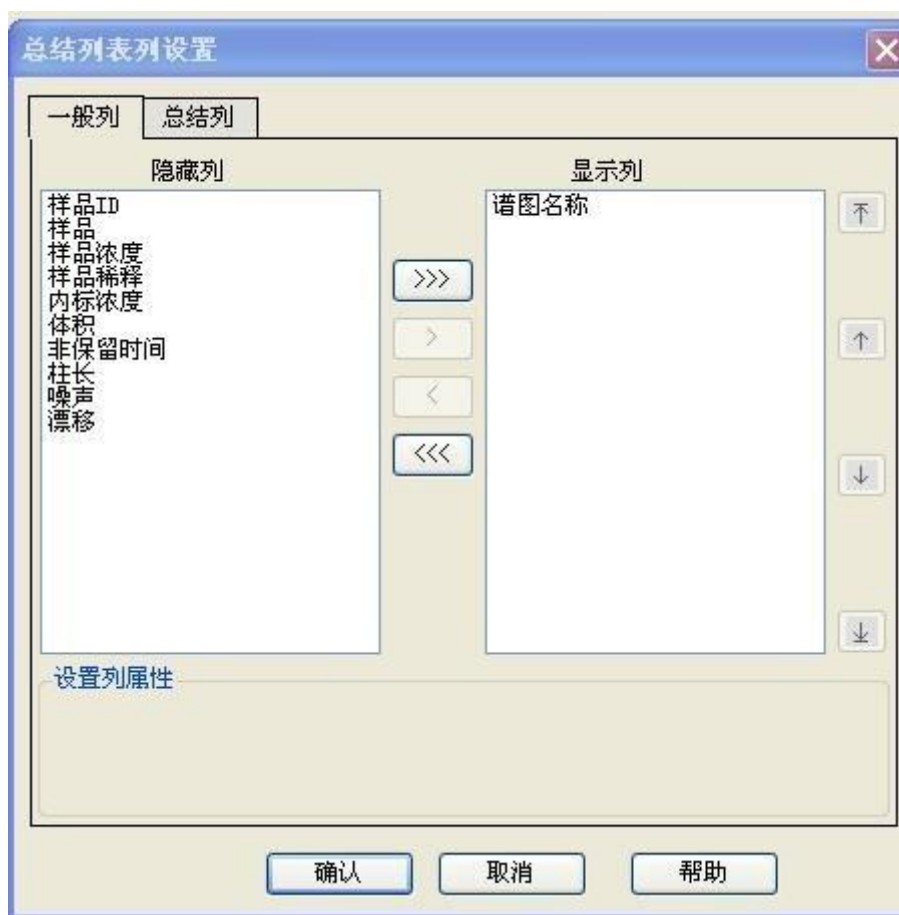 总结列表列设置
一般列
总结列
隐藏列
显示列
样品ID
样品
样品浓度
样品稀释
内标浓度
体积
非保留时间
柱长
噪声
漂移
谱图名称
>>>
>
<
<<<
设置列属性
确认
取消
帮助